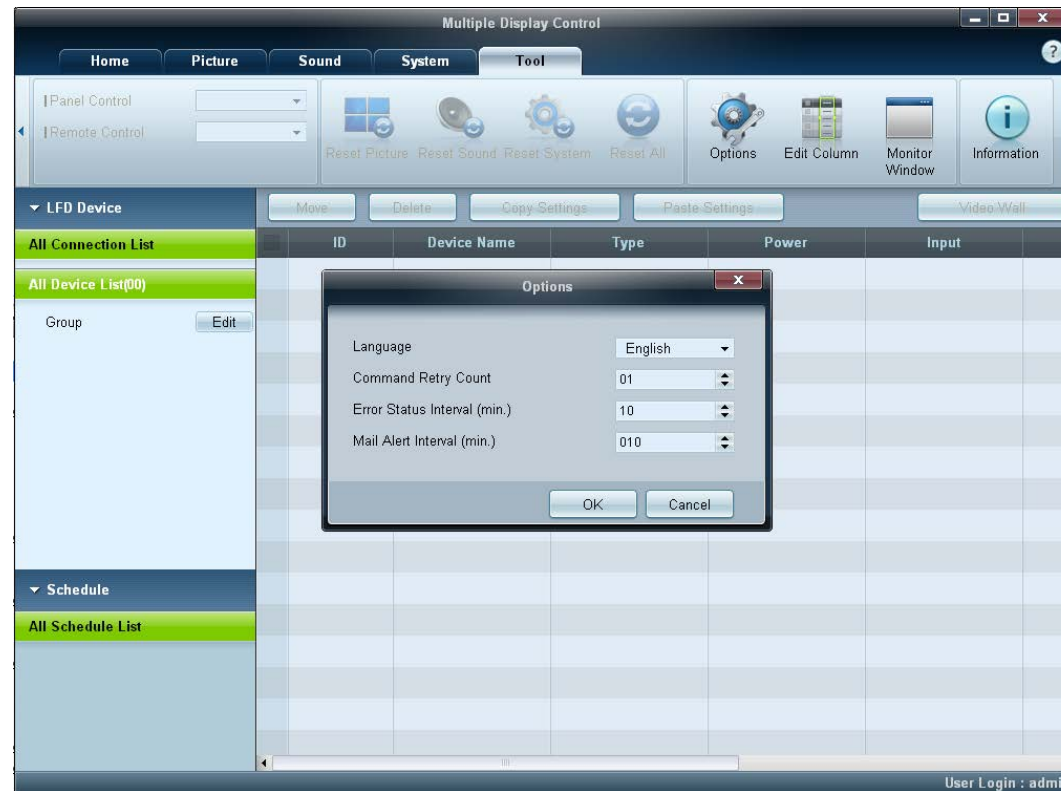 Multiple Display Control
Home Picture Sound System Tool
Panel Control
Remote Control
Reset Picture Reset Sound Reset System Reset All
Options Edit Column Monitor Window
Information
LFD Device
Move Delete Copy Settings Paste Settings Video Wall
All Connection List
ID Device Name Type Power Input
All Device List(00)
Group Edit
Options
Language English
Command Retry Count 01
Error Status Interval (min.) 10
Mail Alert Interval (min.) 010
OK Cancel
Schedule
All Schedule List
User Login : admi